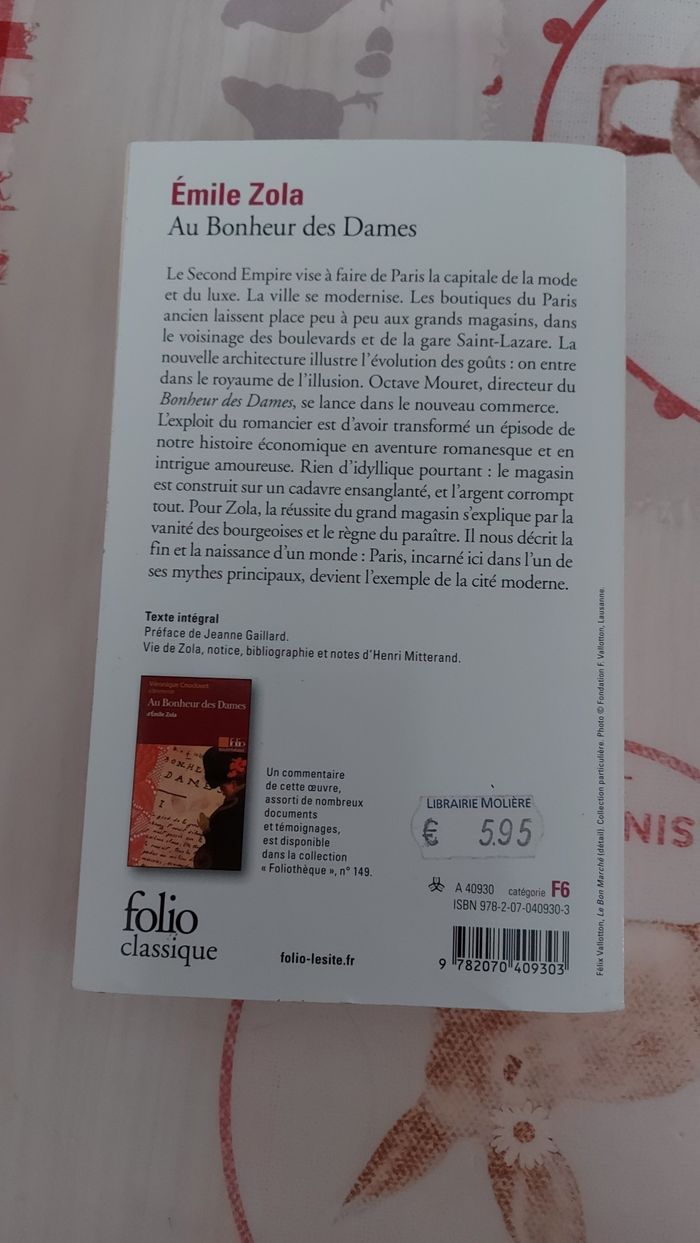 Émile Zola
Au Bonheur des Dames
Le Second Empire vise à faire de Paris la capitale de la mode
et du luxe. La ville se modernise. Les boutiques du Paris
ancien laissent place peu à peu aux grands magasins, dans
le voisinage des boulevards et de la gare Saint-Lazare. La
nouvelle architecture illustre l'évolution des goûts : on entre
dans le royaume de l'illusion. Octave Mouret, directeur du
Bonheur des Dames, se lance dans le nouveau commerce.
L'exploit du romancier est d'avoir transformé un épisode de
notre histoire économique en aventure romanesque et en
intrigue amoureuse. Rien d'idyllique pourtant : le magasin
est construit sur un cadavre ensanglanté, et l'argent corrompt
tout. Pour Zola, la réussite du grand magasin s'explique par la
vanité des bourgeoises et le règne du paraître. Il nous décrit la
fin et la naissance d'un monde : Paris, incarné ici dans l'un de
ses mythes principaux, devient l'exemple de la cité moderne.
Texte intégral
Préface de Jeanne Gaillard.
Vie de Zola, notice, bibliographie et notes d'Henri Mitterand.
Au Bonheur des Dames
d'Émile Zola
folio
BONHE
DAMES
I
Un commentaire
de cette œuvre,
assorti de nombreux
documents
et témoignages,
est disponible
dans la collection
« Foliothèque », n° 149.
LIBRAIRIE MOLIÈRE
€ 5.95
A 40930 catégorie F6
ISBN 978-2-07-040930-3
9 782070 409303
folio
classique
folio-lesite.fr
Félix Vallotton, Le Bon Marché (détail). Collection particulière. Photo © Fondation F. Vallotton, Lausanne.
NIS